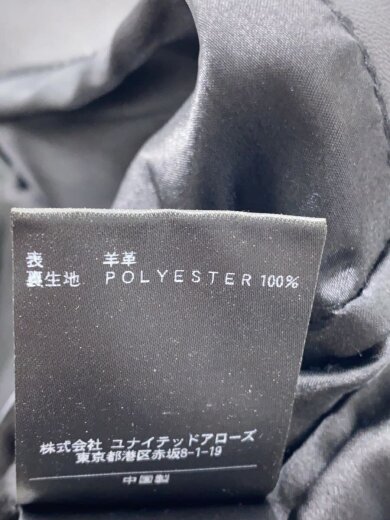 表 羊革
裏生地 POLYESTER 100%
株式会社 ユナイテッドアローズ
東京都港区赤坂8-1-19
中国製